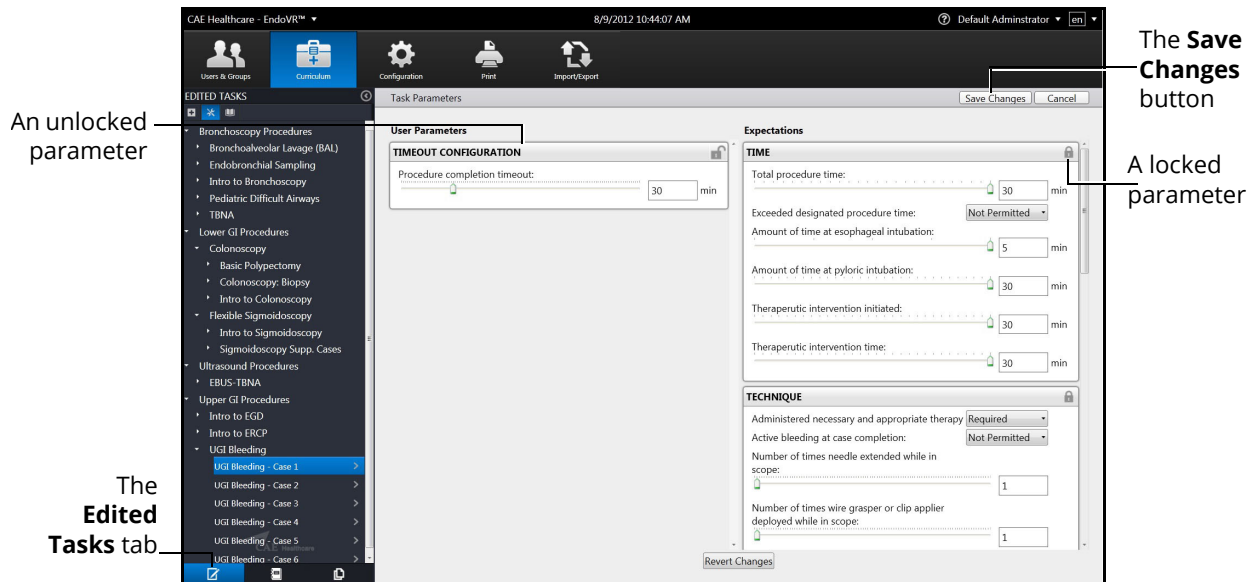 CAE Healthcare - EndoVR™
8/9/2012 10:44:07 AM
Default Adminstrator
en
Users & Groups
Curriculum
Configuration
Print
Import/Export
The Save
Changes
button
EDITED TASKS
Task Parameters
Save Changes
Cancel
An unlocked
parameter
Bronchoscopy Procedures
Bronchoalveolar Lavage (BAL)
Endobronchial Sampling
Intro to Bronchoscopy
Pediatric Difficult Airways
TBNA
Lower GI Procedures
Colonoscopy
Basic Polypectomy
Colonoscopy: Biopsy
Intro to Colonoscopy
Flexible Sigmoidoscopy
Intro to Sigmoidoscopy
Sigmoidoscopy Supp. Cases
Ultrasound Procedures
EBUS-TBNA
Upper GI Procedures
Intro to EGD
Intro to ERCP
UGI Bleeding
UGI Bleeding - Case 1
UGI Bleeding - Case 2
UGI Bleeding - Case 3
UGI Bleeding - Case 4
UGI Bleeding - Case 5
CAE Healthcare
UGI Bleeding - Case 6
The
Edited
Tasks tab
User Parameters
TIMEOUT CONFIGURATION
Procedure completion timeout:
30 min
Expectations
TIME
A locked
parameter
Total procedure time:
30 min
Exceeded designated procedure time: Not Permitted
Amount of time at esophageal intubation:
5 min
Amount of time at pyloric intubation:
30 min
Theraperutic intervention initiated:
30 min
Theraperutic intervention time:
30 min
TECHNIQUE
Administered necessary and appropriate therapy Required
Active bleeding at case completion: Not Permitted
Number of times needle extended while in
scope:
1
Number of times wire grasper or clip applier
deployed while in scope:
1
Revert Changes